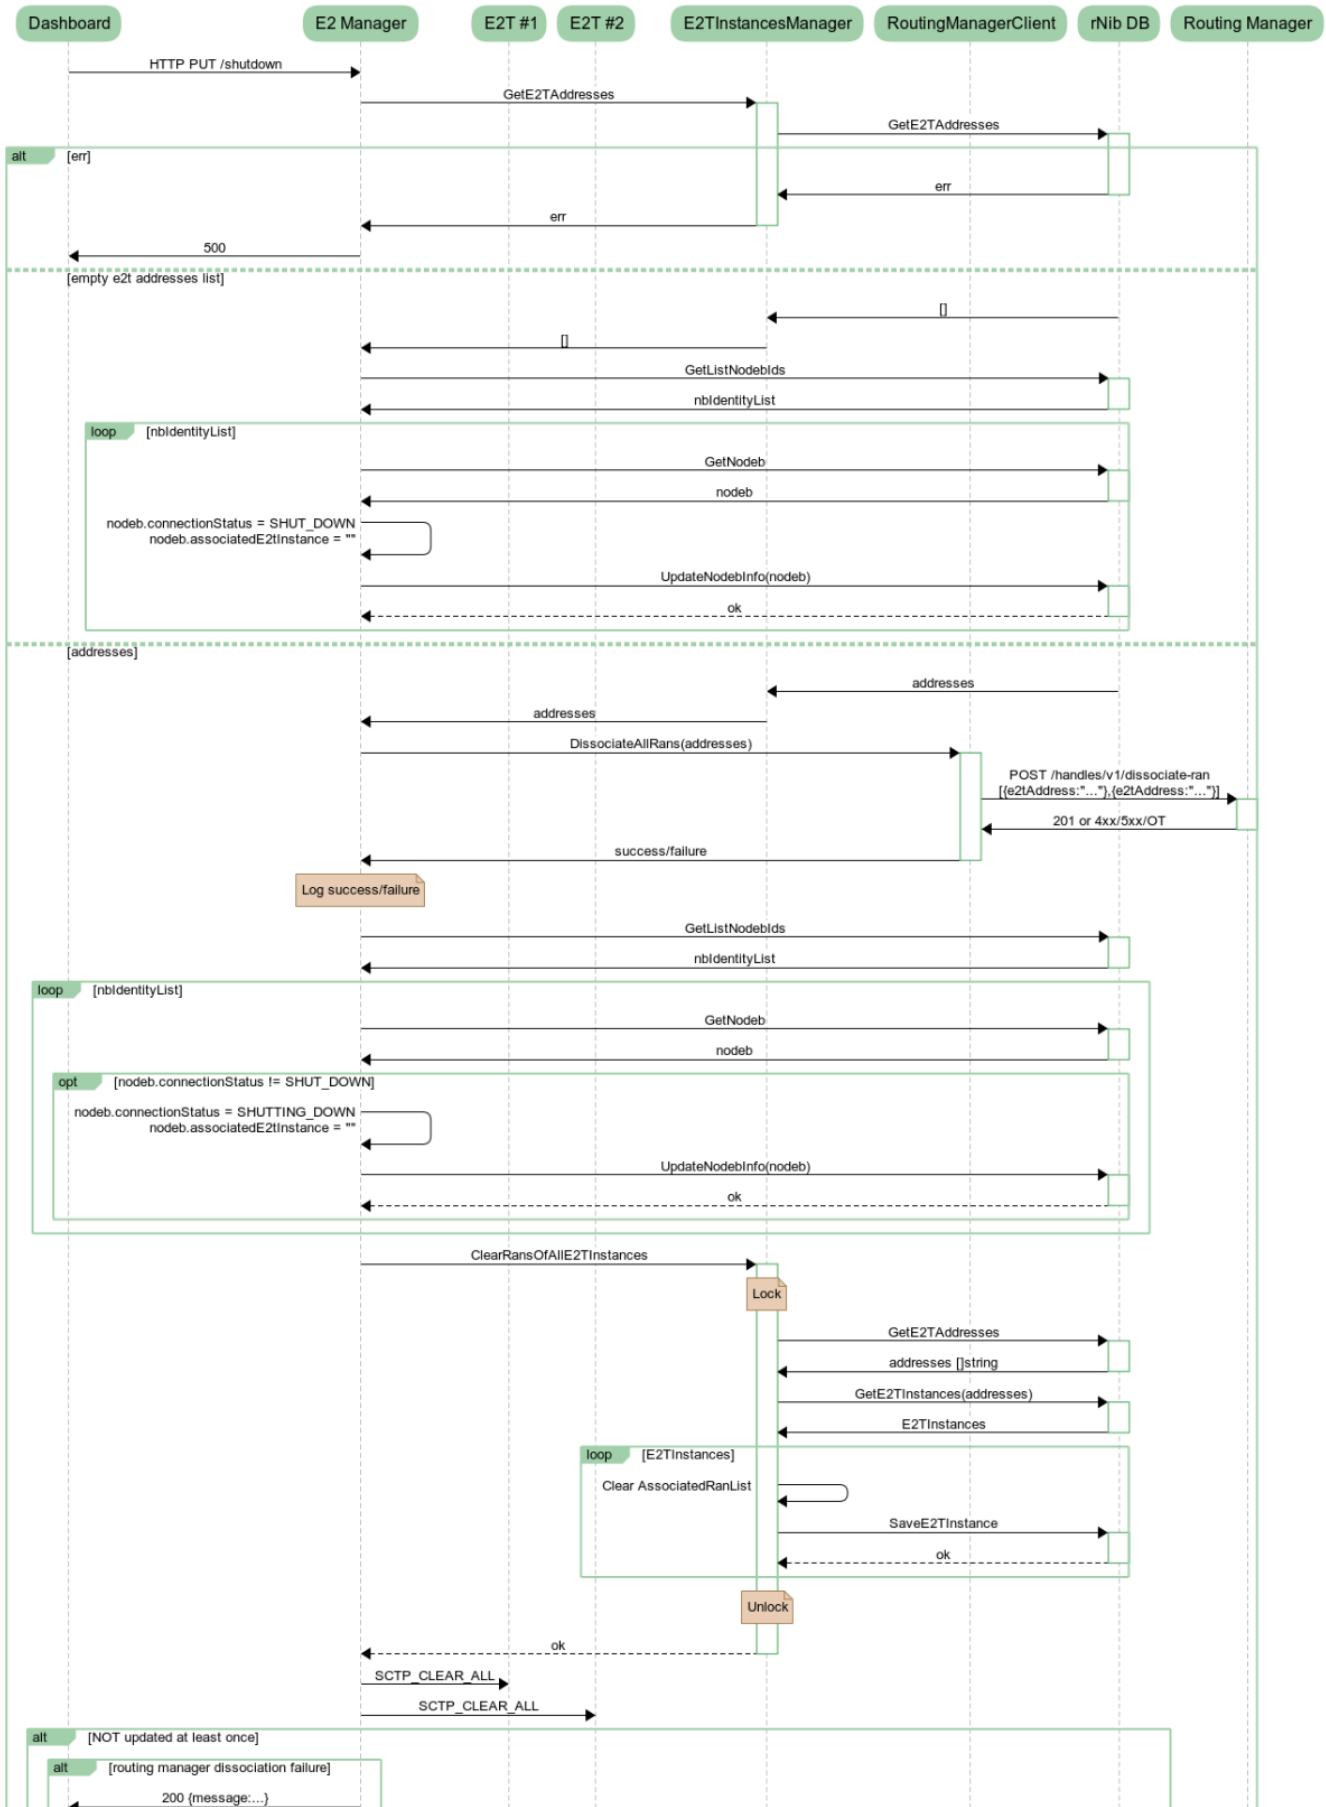 Dashboard
E2 Manager
E2T #1
E2T #2
E2TInstancesManager
RoutingManagerClient
rNib DB
Routing Manager
HTTP PUT /shutdown
GetE2TAddresses
GetE2TAddresses
alt
[err]
err
err
500
[empty e2t addresses list]
[]
[]
GetListNodebIds
nbIdentityList
loop
[nbIdentityList]
GetNodeb
nodeb
nodeb.connectionStatus = SHUT_DOWN
nodeb.associatedE2tInstance = ""
UpdateNodebInfo(nodeb)
ok
[addresses]
addresses
addresses
DissociateAllRans(addresses)
POST /handles/v1/dissociate-ran
[{e2tAddress:"..."},{e2tAddress:"..."}]
201 or 4xx/5xx/OT
success/failure
Log success/failure
GetListNodebIds
nbIdentityList
loop
[nbIdentityList]
GetNodeb
nodeb
opt
[nodeb.connectionStatus != SHUT_DOWN]
nodeb.connectionStatus = SHUTTING_DOWN
nodeb.associatedE2tInstance = ""
UpdateNodebInfo(nodeb)
ok
ClearRansOfAllE2TInstances
Lock
GetE2TAddresses
addresses []string
GetE2TInstances(addresses)
E2TInstances
loop
[E2TInstances]
Clear AssociatedRanList
SaveE2TInstance
ok
Unlock
ok
SCTP_CLEAR_ALL
SCTP_CLEAR_ALL
alt
[NOT updated at least once]
alt
[routing manager dissociation failure]
200 {message:...}